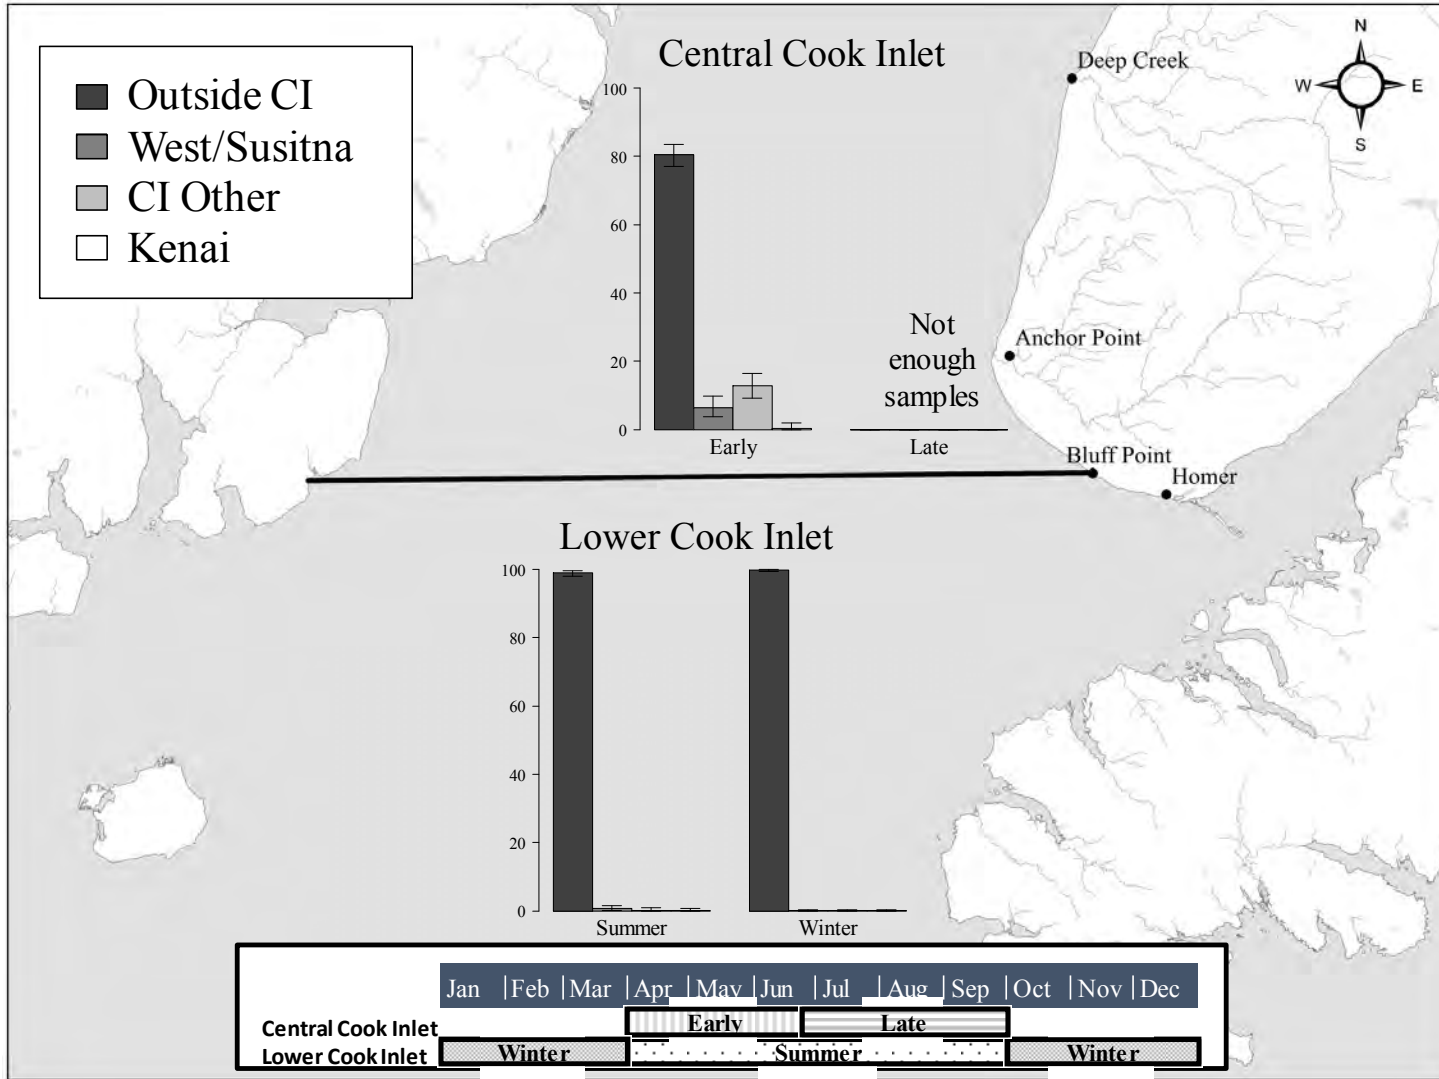 Outside CI
West/Susitna
CI Other
Kenai
Central Cook Inlet
100
80
60
40
20
0
Early
Not
enough
samples
Late
Deep Creek
N
W
E
S
Anchor Point
Bluff Point
Homer
Lower Cook Inlet
100
80
60
40
20
0
Summer
Winter
Jan |Feb |Mar |Apr |May |Jun |Jul |Aug |Sep |Oct |Nov |Dec
Central Cook Inlet Early Late
Lower Cook Inlet Winter Summer Winter